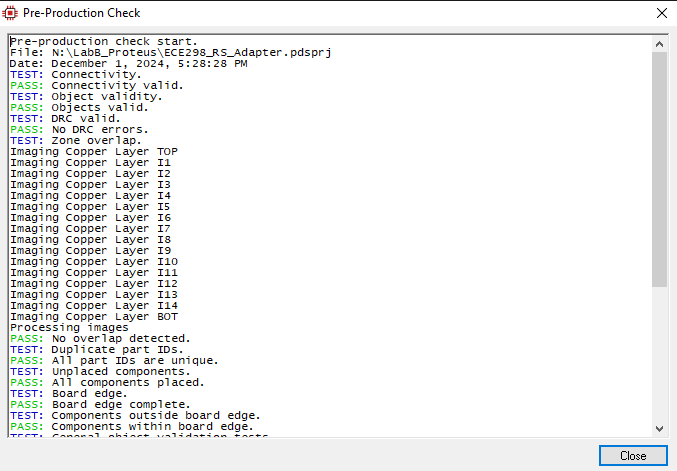 Pre-Production Check
Pre-production check start.
File: N:\LabB_Proteus\ECE298_RS_Adapter.pdsprj
Date: December 1, 2024, 5:28:28 PM
TEST: Connectivity.
PASS: Connectivity valid.
TEST: Object validity.
PASS: Objects valid.
TEST: DRC valid.
PASS: No DRC errors.
TEST: Zone overlap.
Imaging Copper Layer TOP
Imaging Copper Layer I1
Imaging Copper Layer I2
Imaging Copper Layer I3
Imaging Copper Layer I4
Imaging Copper Layer I5
Imaging Copper Layer I6
Imaging Copper Layer I7
Imaging Copper Layer I8
Imaging Copper Layer I9
Imaging Copper Layer I10
Imaging Copper Layer I11
Imaging Copper Layer I12
Imaging Copper Layer I13
Imaging Copper Layer I14
Imaging Copper Layer BOT
Processing images
PASS: No overlap detected.
TEST: Duplicate part IDs.
PASS: All part IDs are unique.
TEST: Unplaced components.
PASS: All components placed.
TEST: Board edge.
PASS: Board edge complete.
TEST: Components outside board edge.
PASS: Components within board edge.
TEST: General object validation tests
Close